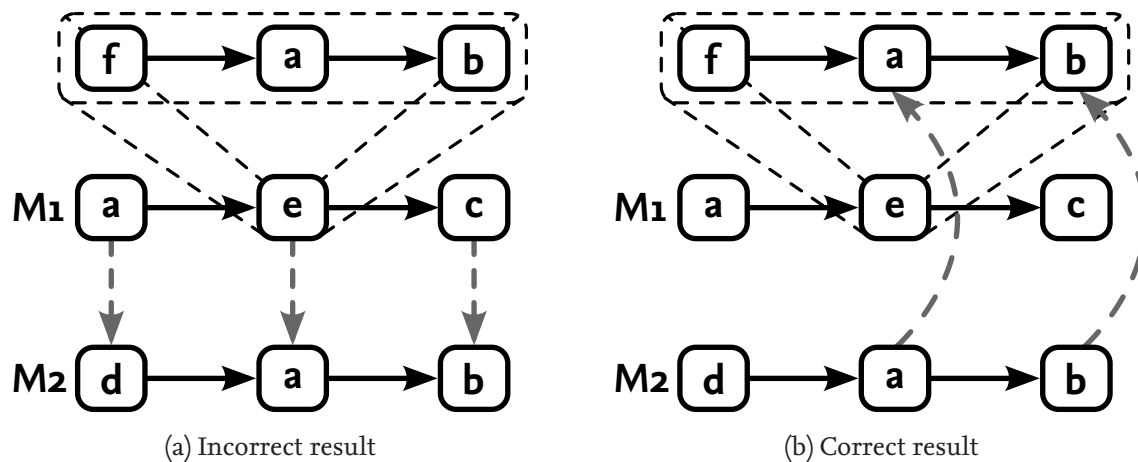 f a b f a b
M1 a e c M1 a e c
M2 d a b M2 d a b
(a) Incorrect result (b) Correct result